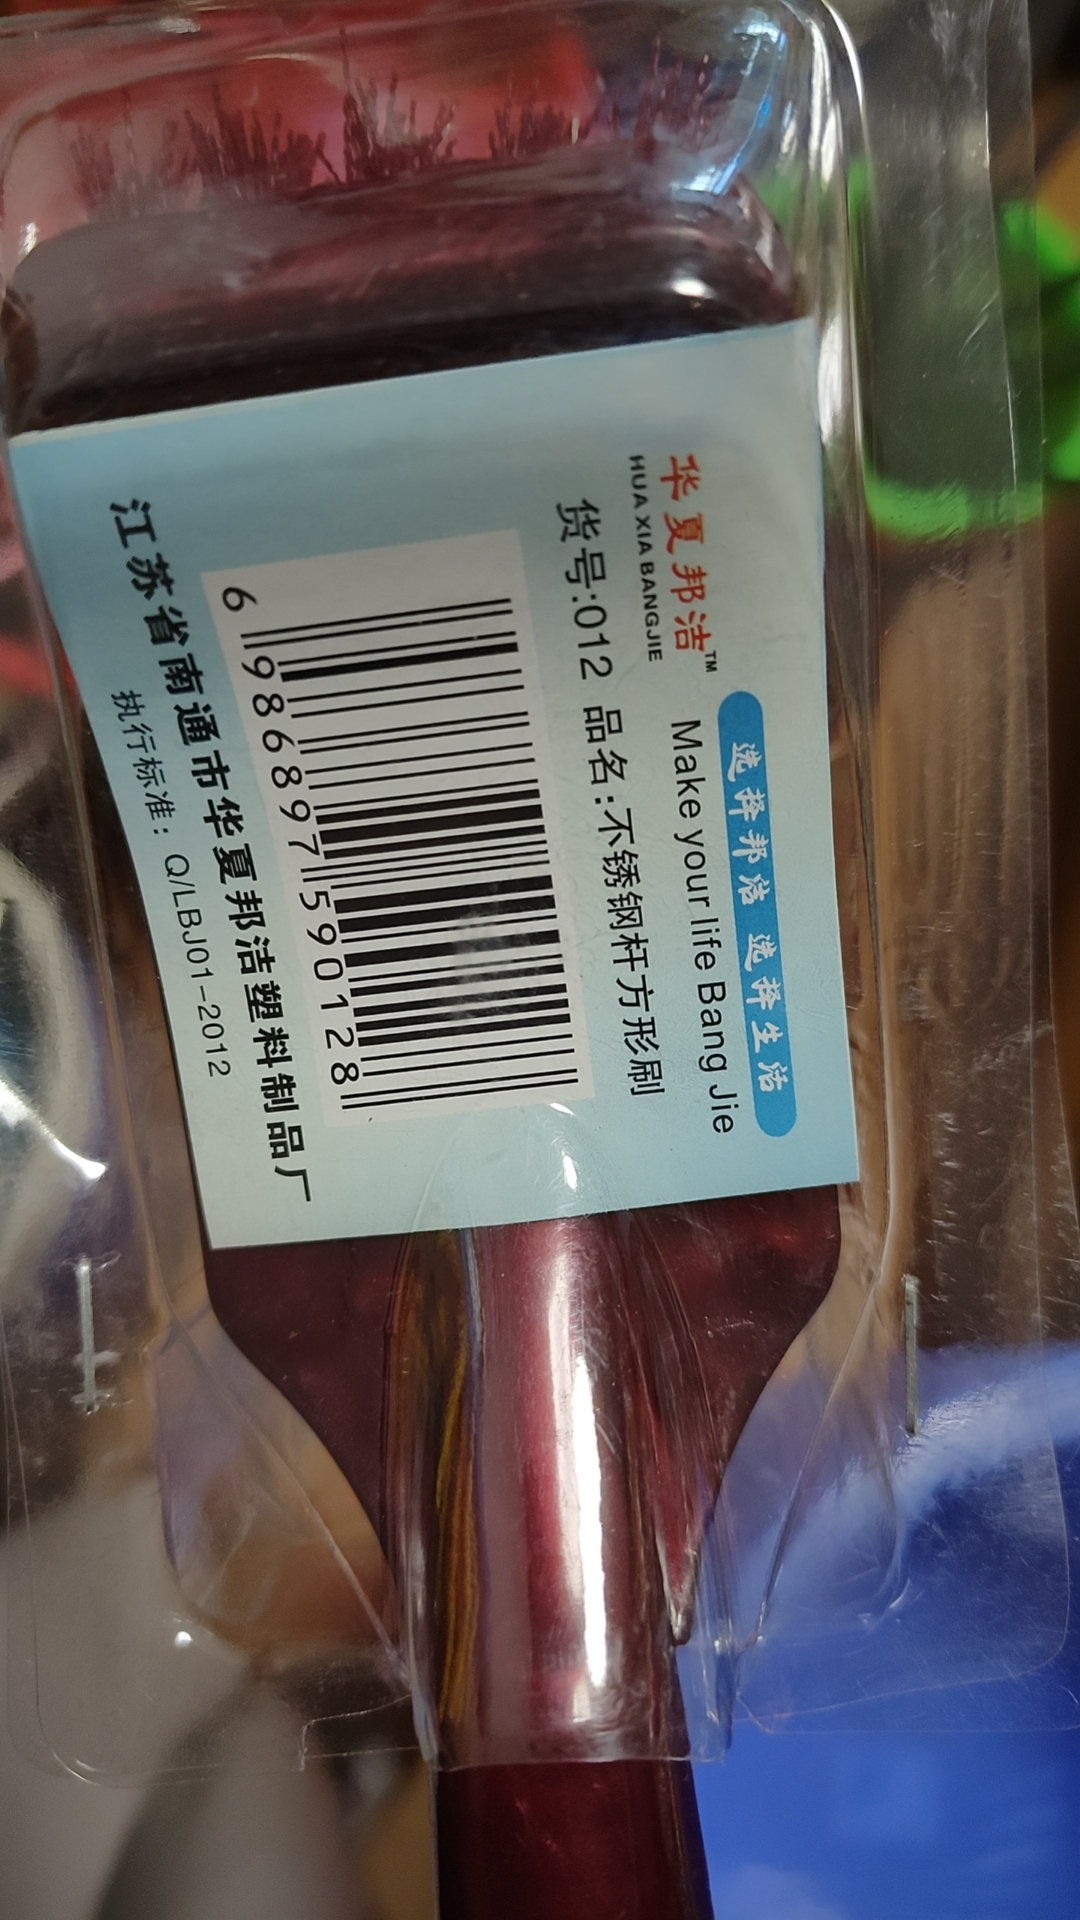 华夏邦洁™
HUA XIA BANGJIE
选择邦洁 选择生活
Make your life Bang Jie
货号:012 品名:不锈钢杆方形刷
6 986897 590128
江苏省南通市华夏邦洁塑料制品厂
执行标准：Q/LBJ01-2012